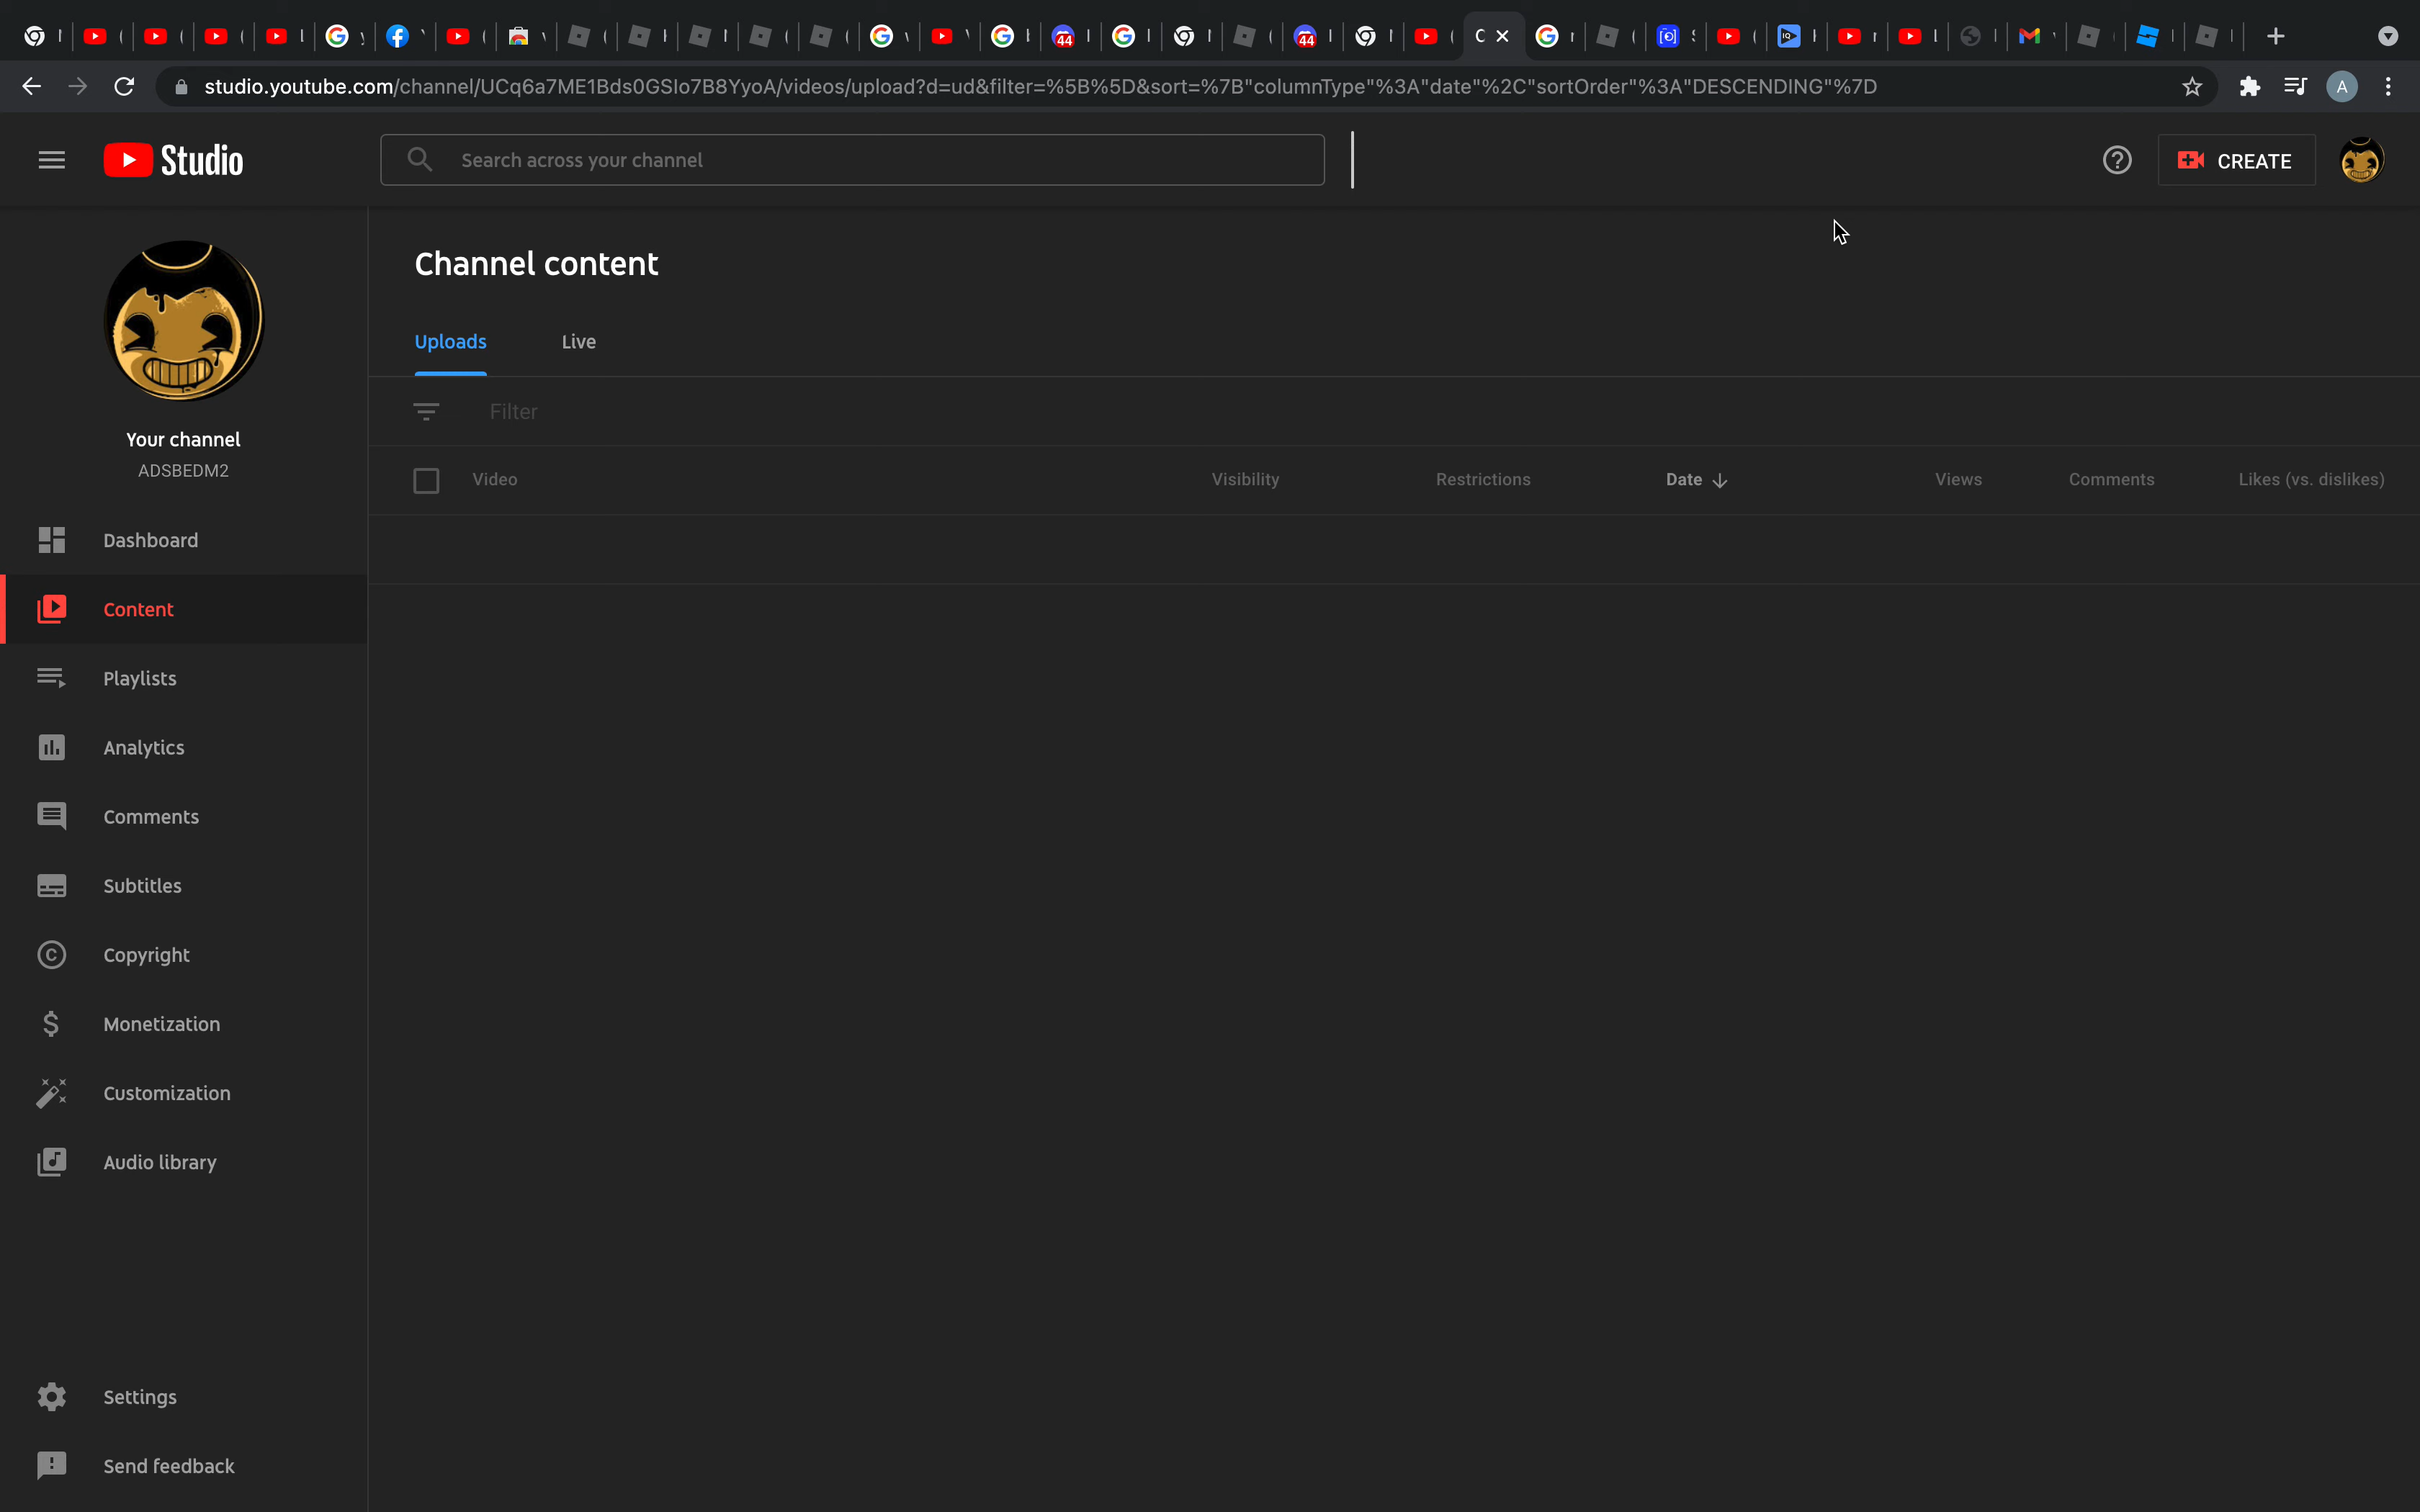 studio.youtube.com/channel/UCq6a7ME1Bds0GSIo7B8YyoA/videos/upload?d=ud&filter=%5B%5D&sort=%7B"columnType"%3A"date"%2C"sortOrder"%3A"DESCENDING"%7D
A
Studio
Search across your channel
CREATE
Your channel
ADSBEDM2
Dashboard
Content
Playlists
Analytics
Comments
Subtitles
Copyright
Monetization
Customization
Audio library
Settings
Send feedback
Channel content
Uploads Live
Filter
Video Visibility Restrictions Date Views Comments Likes (vs. dislikes)